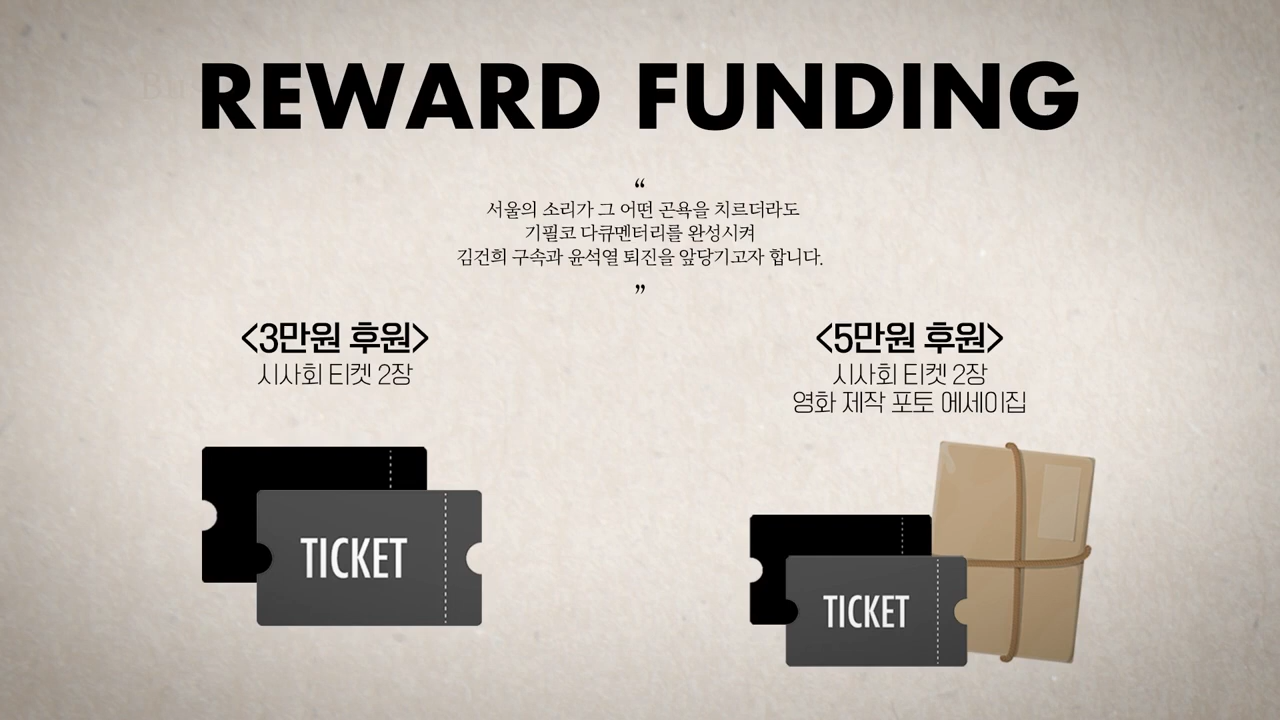 REWARD FUNDING
“
서울의 소리가 그 어떤 곤욕을 치르더라도
기필코 다큐멘터리를 완성시켜
김건희 구속과 윤석열 퇴진을 앞당기고자 합니다.
”
<3만원 후원>
시사회 티켓 2장
<5만원 후원>
시사회 티켓 2장
영화 제작 포토 에세이집
TICKET
TICKET